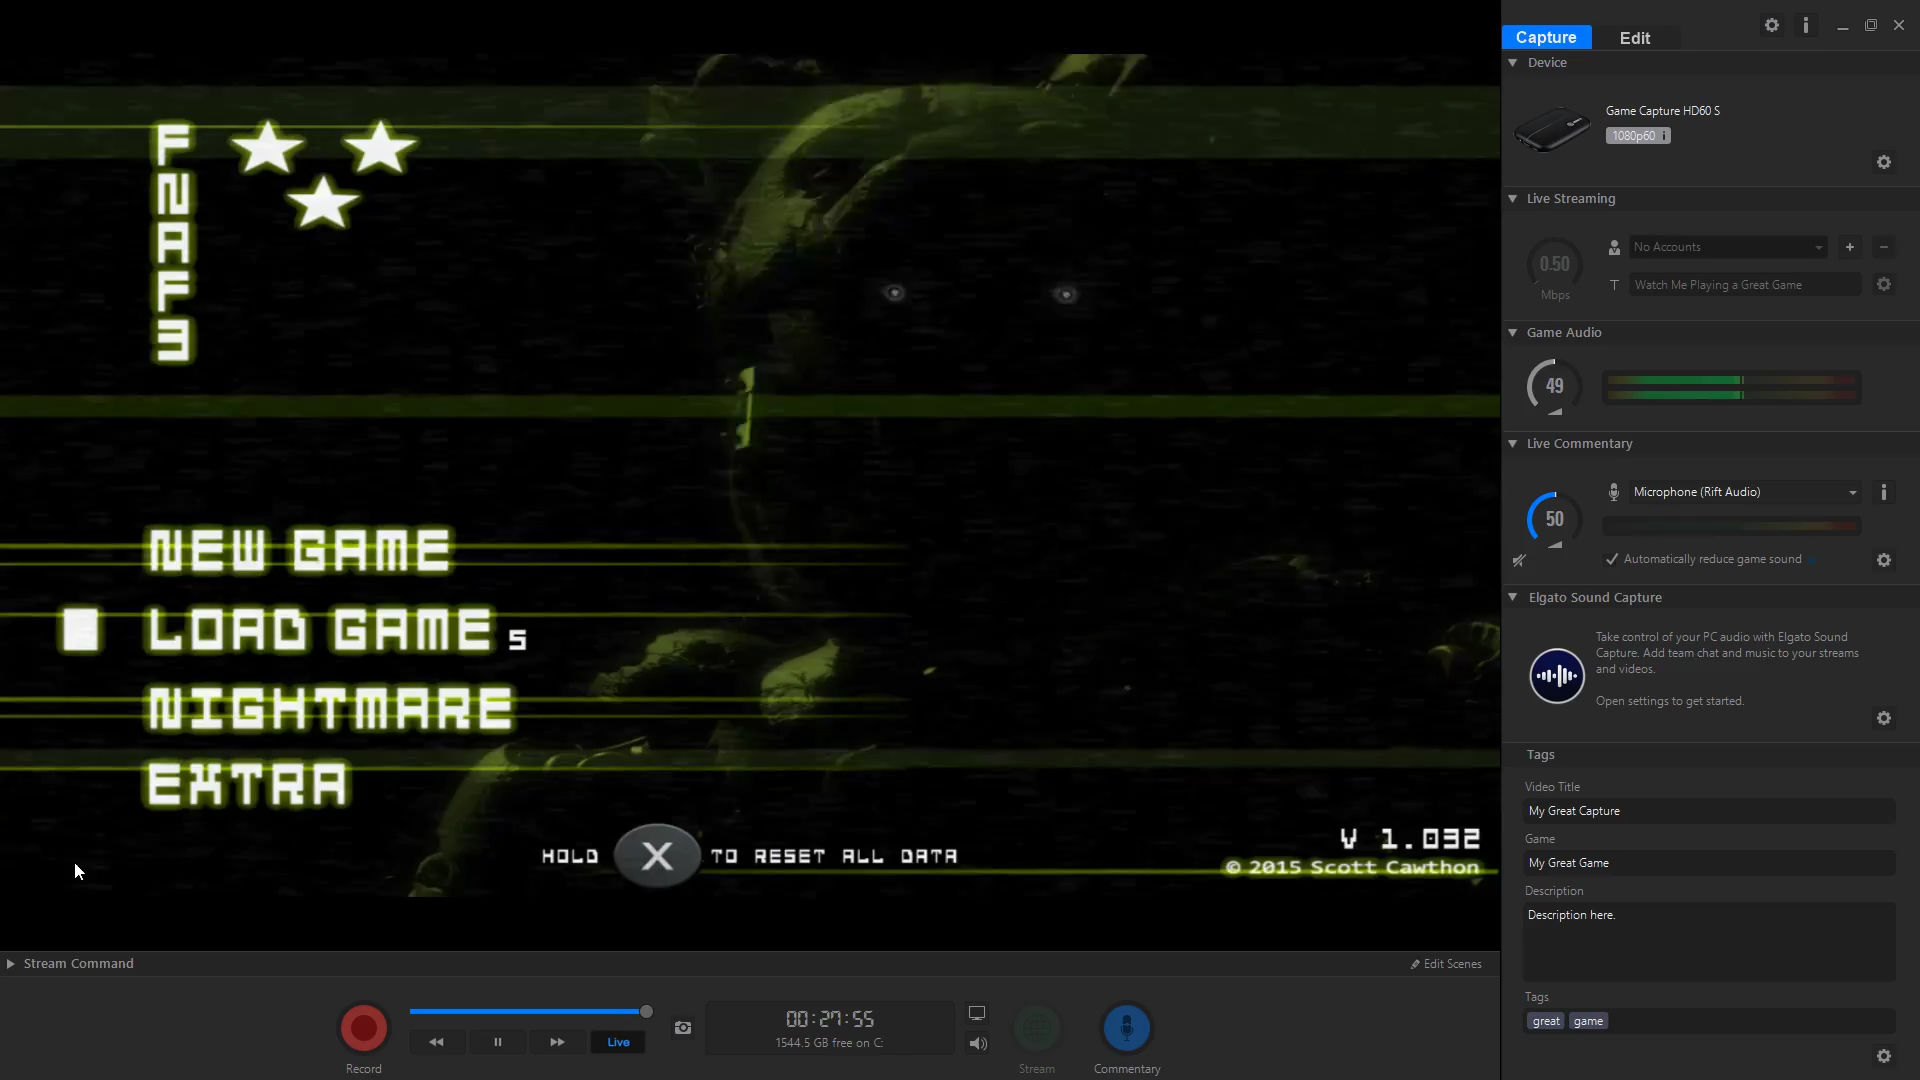 Capture
Edit
Device
Game Capture HD60 S
1080p60 i
Live Streaming
0.50
Mbps
No Accounts
T Watch Me Playing a Great Game
Game Audio
49
Live Commentary
50
Microphone (Rift Audio)
Automatically reduce game sound
Elgato Sound Capture
Take control of your PC audio with Elgato Sound
Capture. Add team chat and music to your streams
and videos.
Open settings to get started.
Tags
Video Title
My Great Capture
Game
My Great Game
Description
Description here.
Tags
great game
FNAF3
NEW GAME
LOAD GAME 5
NIGHTMARE
EXTRA
HOLD X TO RESET ALL DATA
V 1.032
© 2015 Scott Cawthon
Stream Command
Edit Scenes
Record
Live
00:27:55
1544.5 GB free on C:
Stream
Commentary